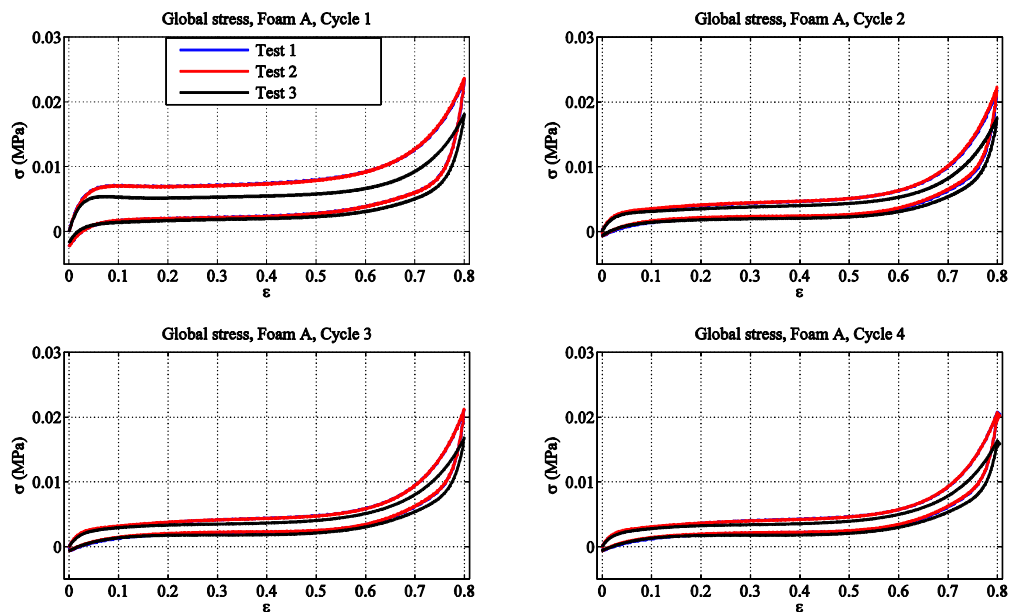 Global stress, Foam A, Cycle 1
0.03
0.02
0.01
0
σ (MPa)
Test 1
Test 2
Test 3
0 0.1 0.2 0.3 0.4 0.5 0.6 0.7 0.8
ε
Global stress, Foam A, Cycle 2
0.03
0.02
0.01
0
σ (MPa)
0 0.1 0.2 0.3 0.4 0.5 0.6 0.7 0.8
ε
Global stress, Foam A, Cycle 3
0.03
0.02
0.01
0
σ (MPa)
0 0.1 0.2 0.3 0.4 0.5 0.6 0.7 0.8
ε
Global stress, Foam A, Cycle 4
0.03
0.02
0.01
0
σ (MPa)
0 0.1 0.2 0.3 0.4 0.5 0.6 0.7 0.8
ε